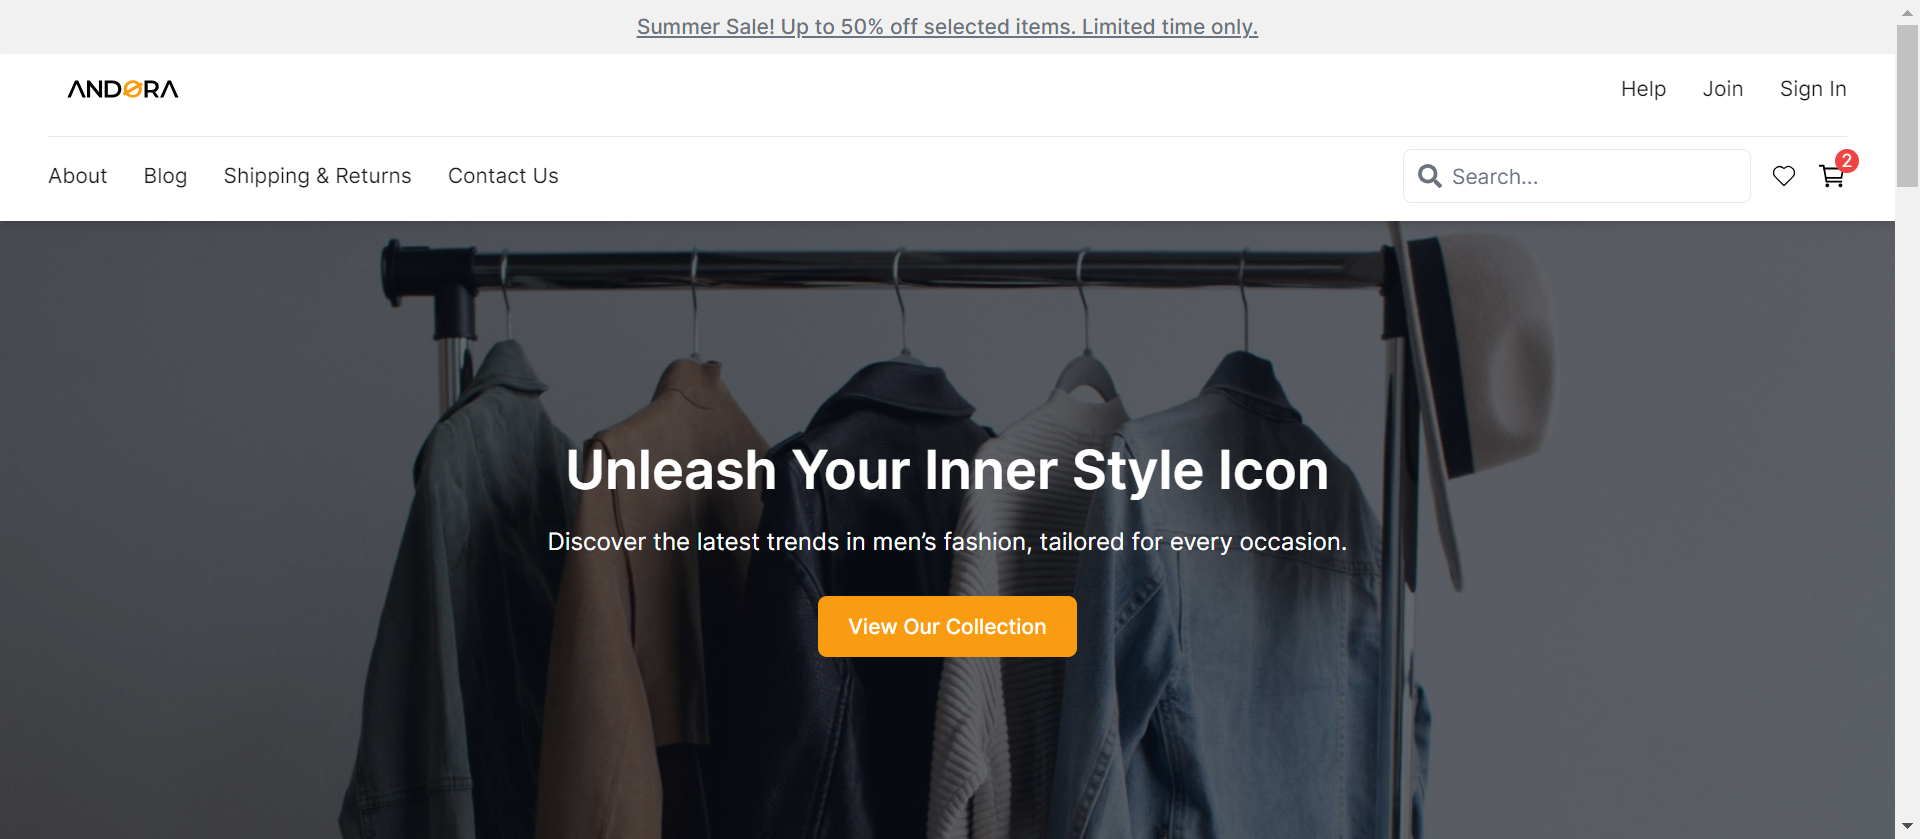 Summer Sale! Up to 50% off selected items. Limited time only.
ANDORA
Help Join Sign In
About Blog Shipping & Returns Contact Us
Search...
2
Unleash Your Inner Style Icon
Discover the latest trends in men’s fashion, tailored for every occasion.
View Our Collection